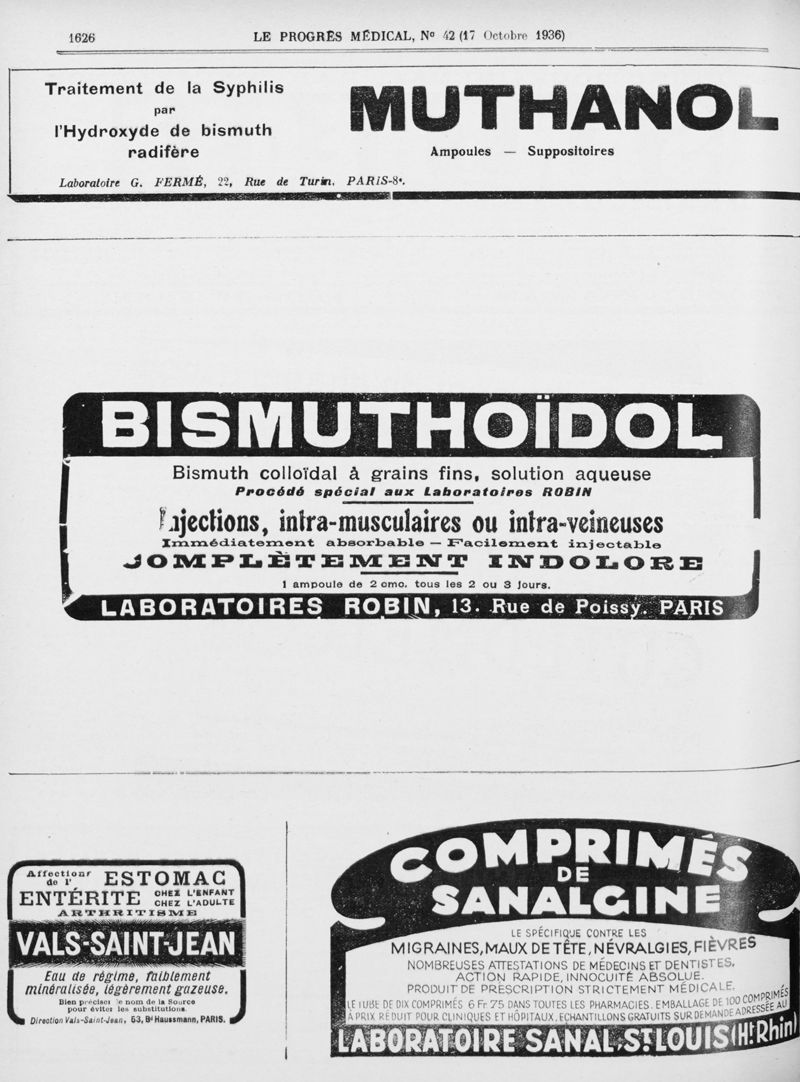 1626
LE PROGRÈS MÉDICAL, Nº 42 (17 Octobre 1936)
Traitement de la Syphilis
par
l'Hydroxyde de bismuth
radifère
MUTHANOL
Ampoules — Suppositoires
Laboratoire G. FERMÉ, 22, Rue de Turin, PARIS-8e.
BISMUTHOÏDOL
Bismuth colloïdal à grains fins, solution aqueuse
Procédé spécial aux Laboratoires ROBIN
Injections, intra-musculaires ou intra-veineuses
Immédiatement absorbable — Facilement injectable
COMPLÈTEMENT INDOLORE
1 ampoule de 2 cmc. tous les 2 ou 3 jours.
LABORATOIRES ROBIN, 13. Rue de Poissy. PARIS
Affections
de l'
ESTOMAC
ENTÉRITE
CHEZ L'ENFANT
CHEZ L'ADULTE
ARTHRITISME
VALS-SAINT-JEAN
Eau de régime, faiblement
minéralisée, légèrement gazeuse.
Bien préciser le nom de la Source
pour éviter les substitutions.
Direction Vals-Saint-Jean, 53, Bd Haussmann, PARIS.
COMPRIMÉS
DE
SANALGINE
LE SPÉCIFIQUE CONTRE LES
MIGRAINES, MAUX DE TÊTE, NÉVRALGIES, FIÈVRES
NOMBREUSES ATTESTATIONS DE MÉDECINS ET DENTISTES.
ACTION RAPIDE, INNOCUITÉ ABSOLUE.
PRODUIT DE PRESCRIPTION STRICTEMENT MÉDICALE.
LE TUBE DE DIX COMPRIMÉS 6 Fr 75 DANS TOUTES LES PHARMACIES. EMBALLAGE DE 100 COMPRIMÉS
À PRIX RÉDUIT POUR CLINIQUES ET HÔPITAUX. ECHANTILLONS GRATUITS SUR DEMANDE ADRESSÉE AU
LABORATOIRE SANAL, ST LOUIS (Ht Rhin)